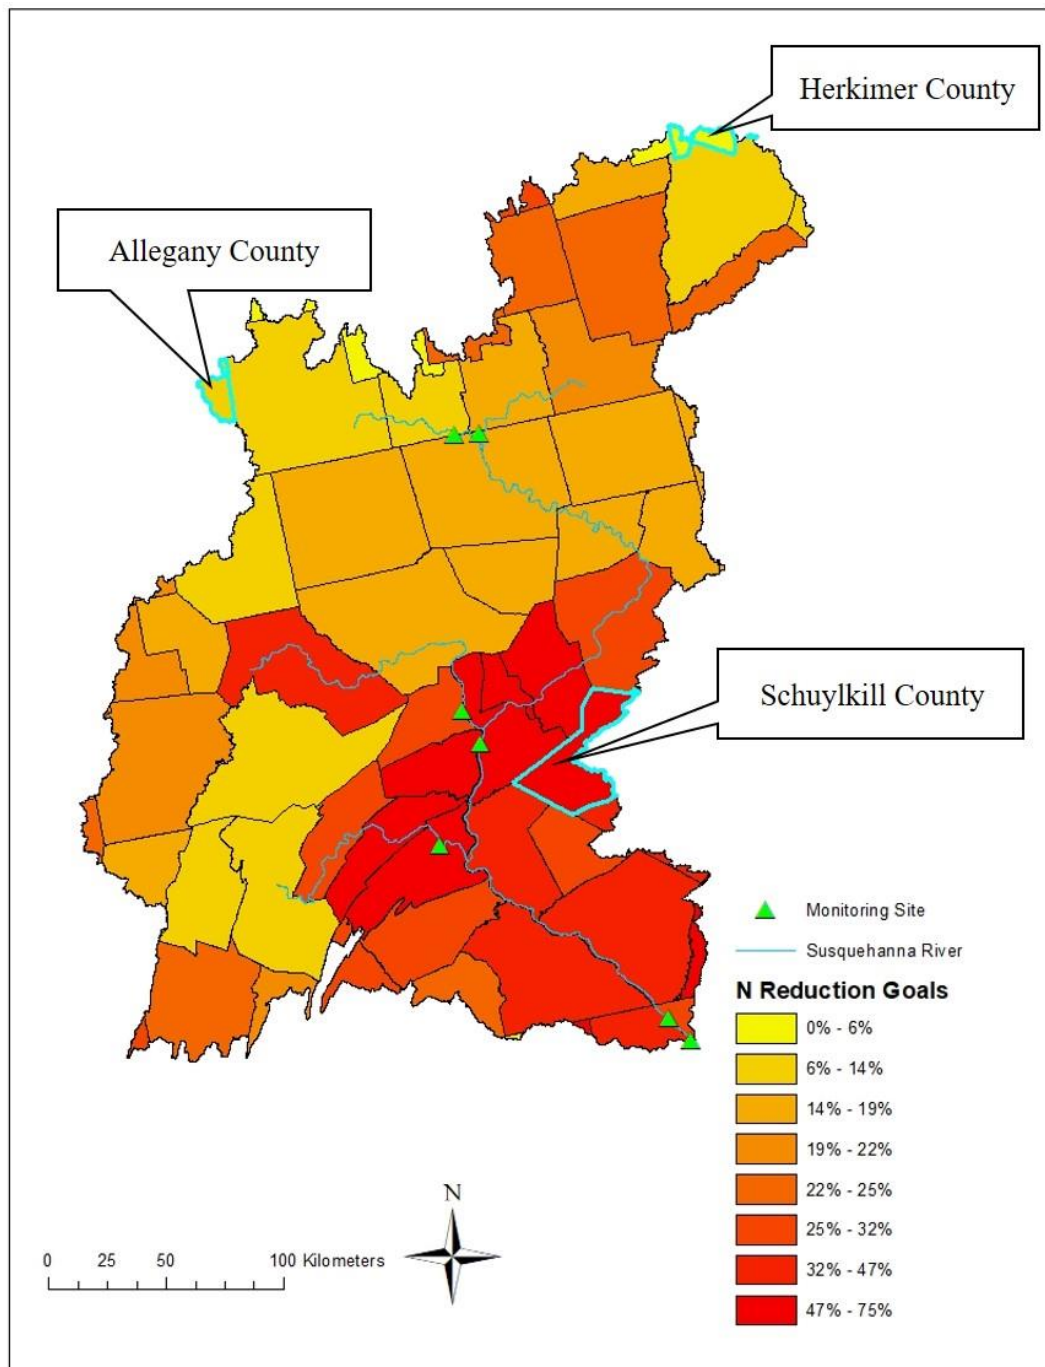 Herkimer County
Allegany County
Schuylkill County
Monitoring Site
Susquehanna River
N Reduction Goals
0% - 6%
6% - 14%
14% - 19%
19% - 22%
22% - 25%
25% - 32%
32% - 47%
47% - 75%
N
0 25 50 100 Kilometers